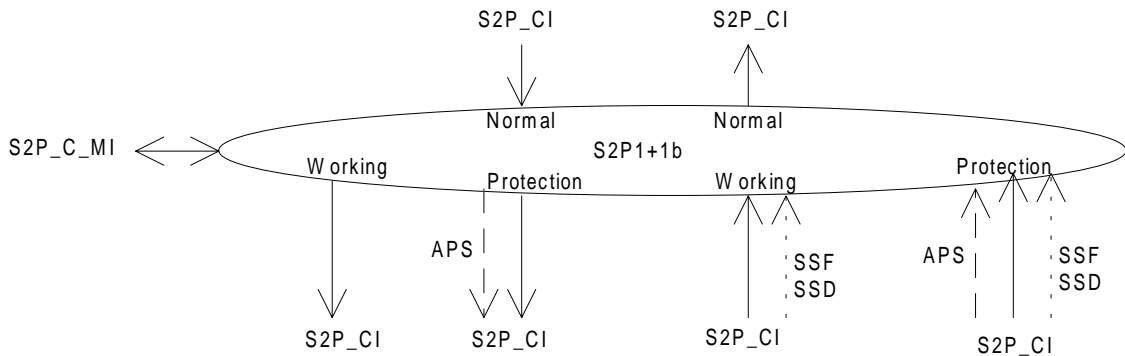 S2P_CI S2P_CI
Normal Normal
S2P_C_MI S2P1+1b
Working Protection Working Protection
APS SSF APS SSF
SSD SSD
S2P_CI S2P_CI S2P_CI S2P_CI